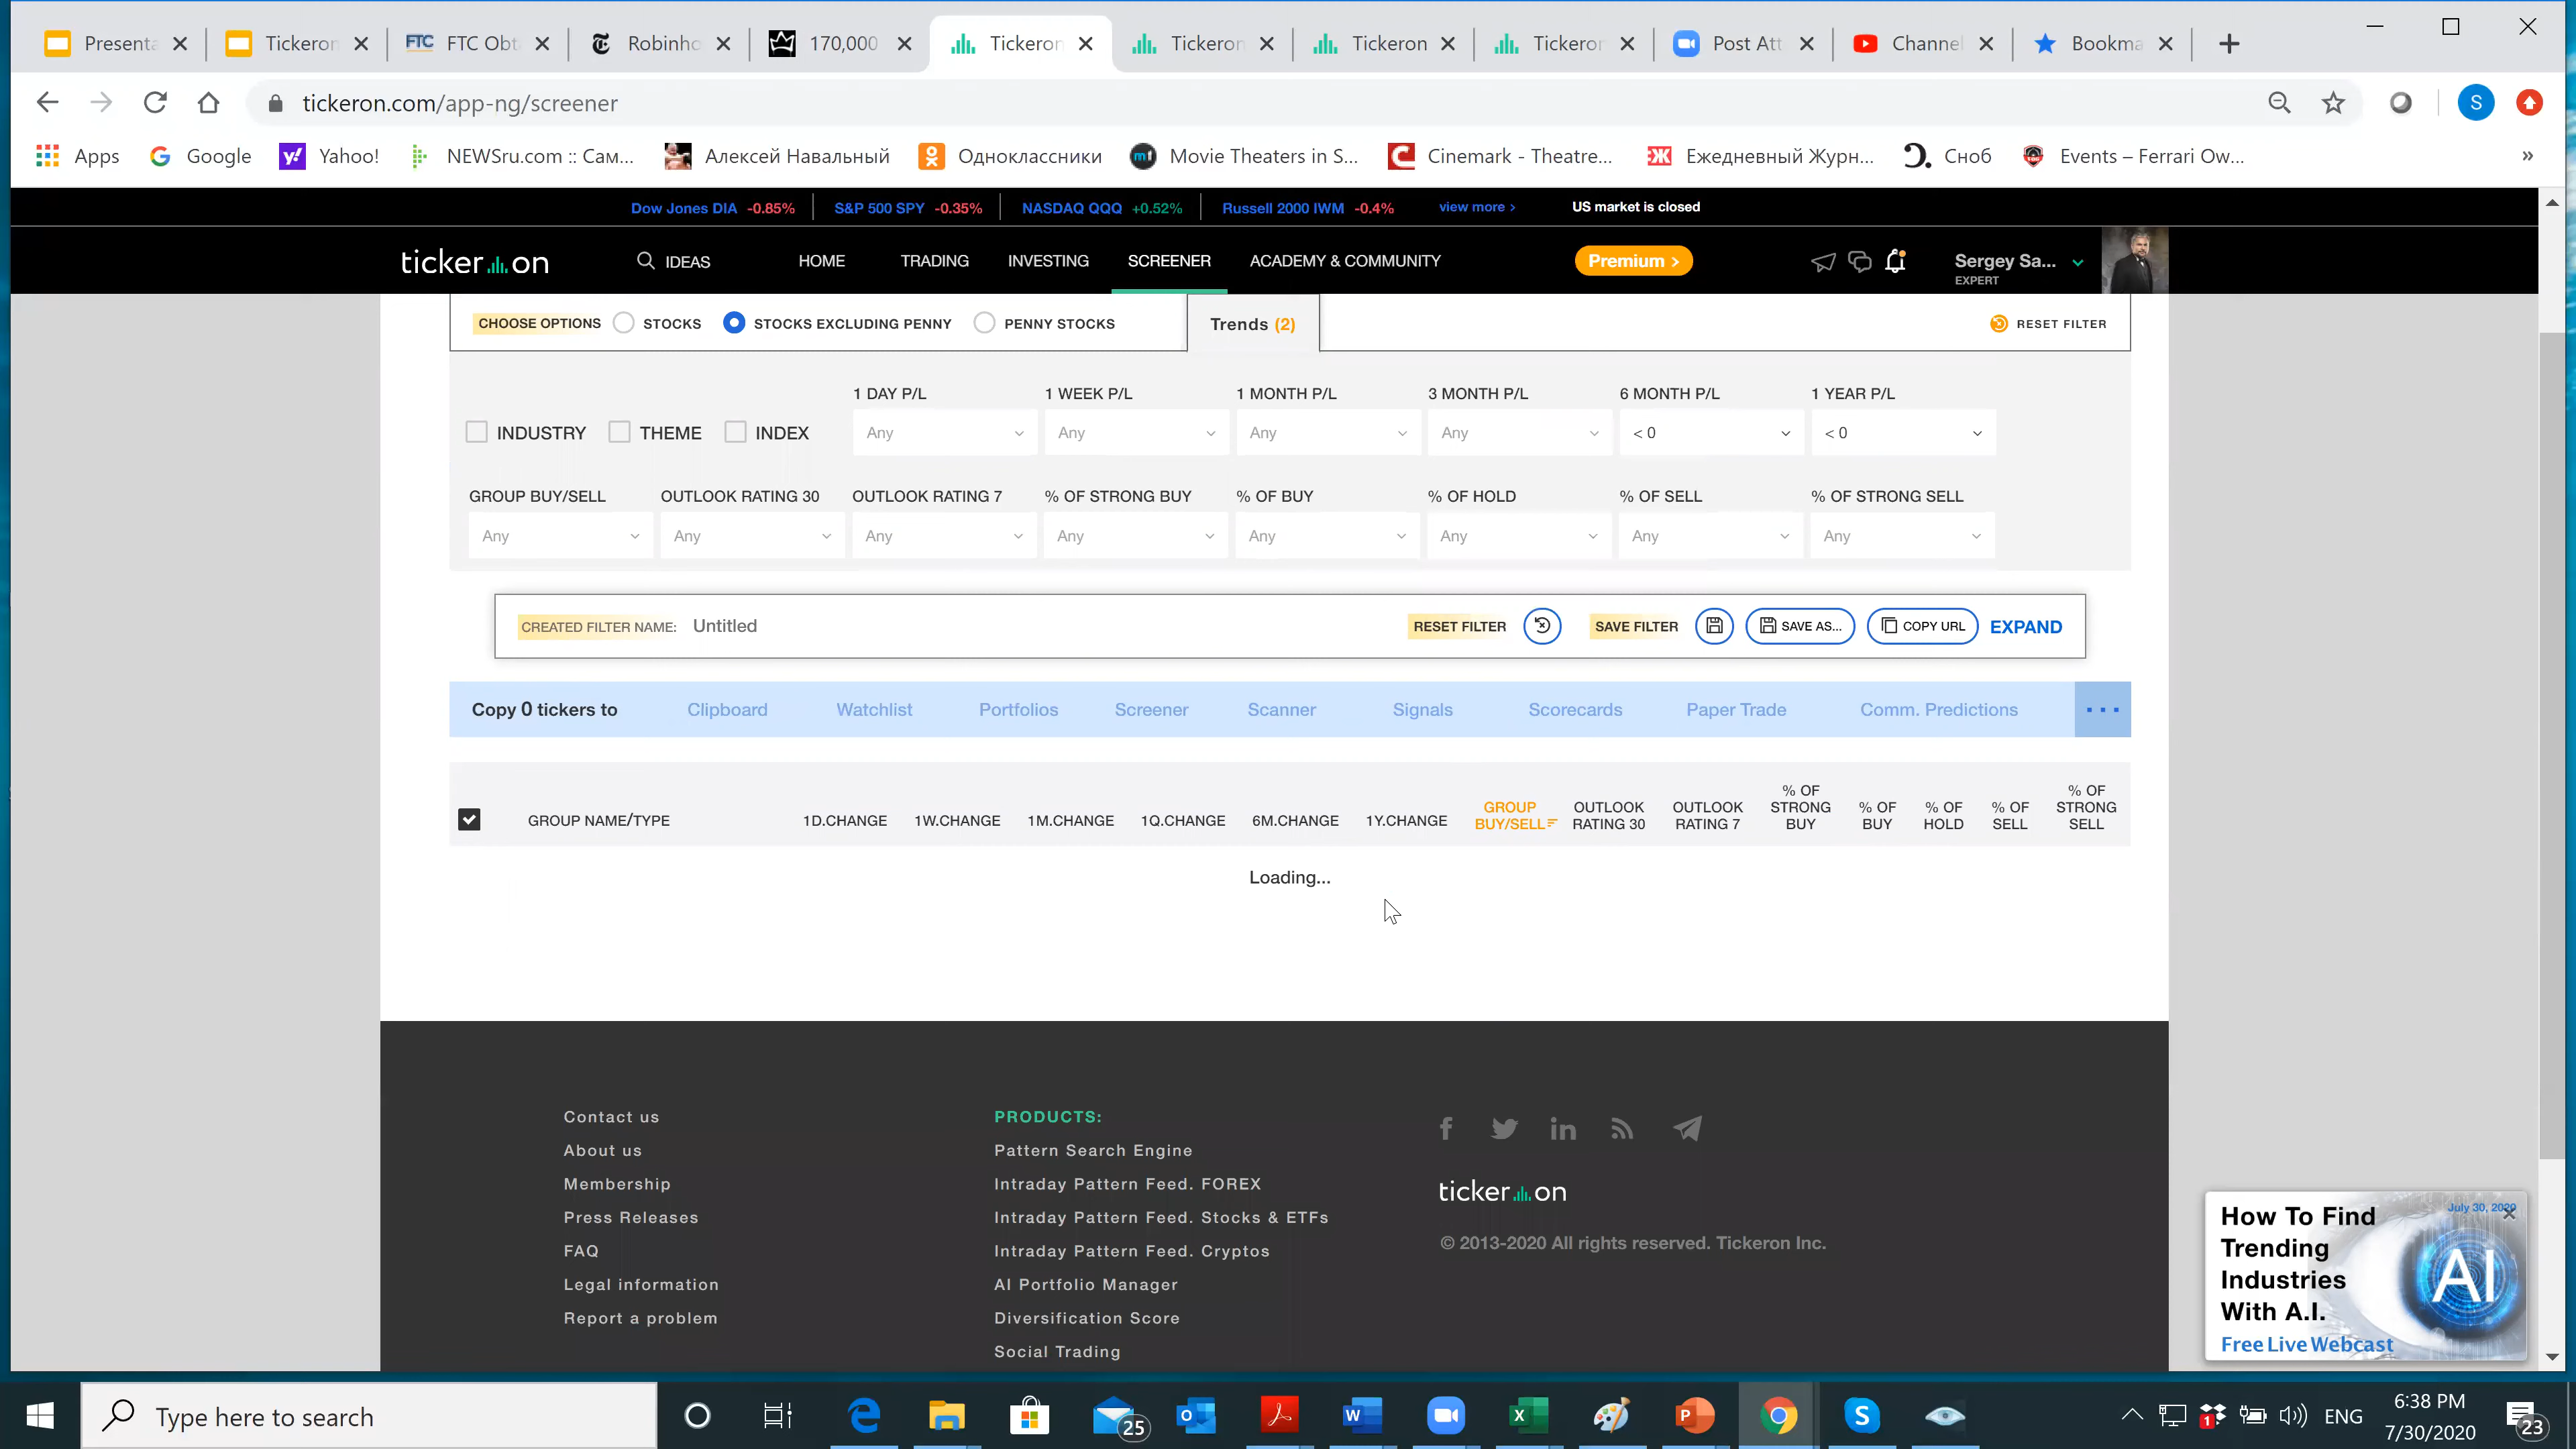 Presenta
Tickeron
FTC
FTC Obt
Robinho
170,000
Tickeron
Tickeron
Tickeron
Tickeron
Post Att
Channel
Bookma
tickeron.com/app-ng/screener
S
Apps
Google
Yahoo!
NEWSru.com :: Сам...
Алексей Навальный
Одноклассники
Movie Theaters in S...
Cinemark - Theatre...
Ежедневный Журн...
Сноб
Events – Ferrari Ow...
»
Dow Jones DIA -0.85%
S&P 500 SPY -0.35%
NASDAQ QQQ +0.52%
Russell 2000 IWM -0.4%
view more >
US market is closed
ticker on
IDEAS
HOME
TRADING
INVESTING
SCREENER
ACADEMY & COMMUNITY
Premium >
Sergey Sa...
EXPERT
CHOOSE OPTIONS
STOCKS
STOCKS EXCLUDING PENNY
PENNY STOCKS
Trends (2)
RESET FILTER
1 DAY P/L
1 WEEK P/L
1 MONTH P/L
3 MONTH P/L
6 MONTH P/L
1 YEAR P/L
INDUSTRY
THEME
INDEX
Any
Any
Any
Any
< 0
< 0
GROUP BUY/SELL
OUTLOOK RATING 30
OUTLOOK RATING 7
% OF STRONG BUY
% OF BUY
% OF HOLD
% OF SELL
% OF STRONG SELL
Any
Any
Any
Any
Any
Any
Any
Any
CREATED FILTER NAME:
Untitled
RESET FILTER
SAVE FILTER
SAVE AS...
COPY URL
EXPAND
Copy 0 tickers to
Clipboard
Watchlist
Portfolios
Screener
Scanner
Signals
Scorecards
Paper Trade
Comm. Predictions
GROUP NAME/TYPE
1D.CHANGE
1W.CHANGE
1M.CHANGE
1Q.CHANGE
6M.CHANGE
1Y.CHANGE
GROUP
BUY/SELL
OUTLOOK
RATING 30
OUTLOOK
RATING 7
% OF
STRONG
BUY
% OF
BUY
% OF
HOLD
% OF
SELL
% OF
STRONG
SELL
Loading...
Contact us
About us
Membership
Press Releases
FAQ
Legal information
Report a problem
PRODUCTS:
Pattern Search Engine
Intraday Pattern Feed. FOREX
Intraday Pattern Feed. Stocks & ETFs
Intraday Pattern Feed. Cryptos
AI Portfolio Manager
Diversification Score
Social Trading
ticker on
© 2013-2020 All rights reserved. Tickeron Inc.
July 30, 2020
How To Find
Trending
Industries
With A.I.
AI
Free Live Webcast
Type here to search
25
1
ENG
6:38 PM
7/30/2020
23